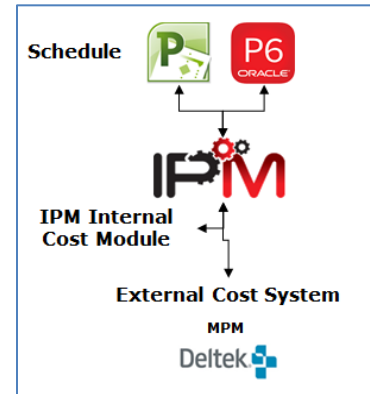 Schedule
P
P6
ORACLE
IPM
IPM Internal
Cost Module
External Cost System
MPM
Deltek